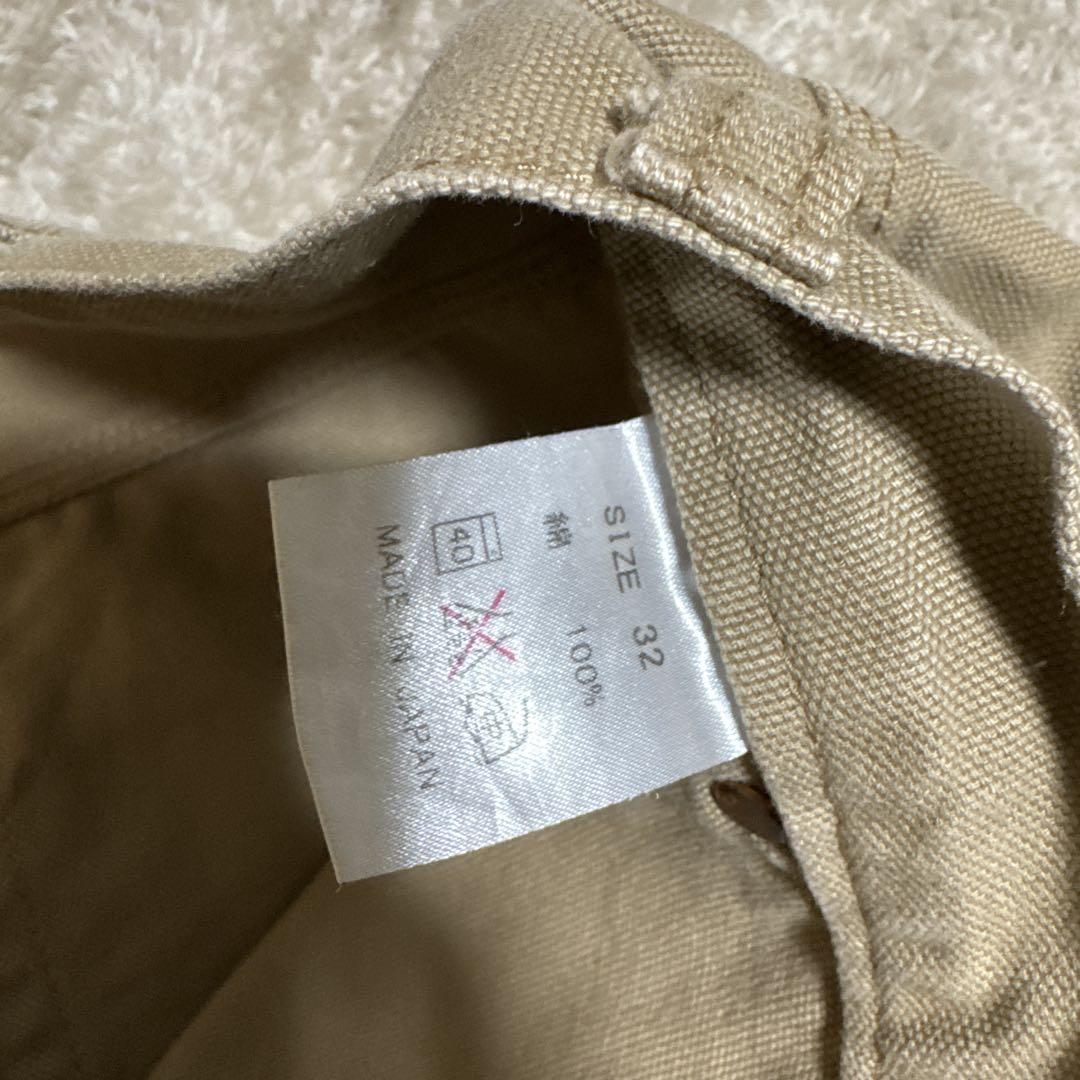 SIZE 32
綿 100%
40
MADE IN JAPAN